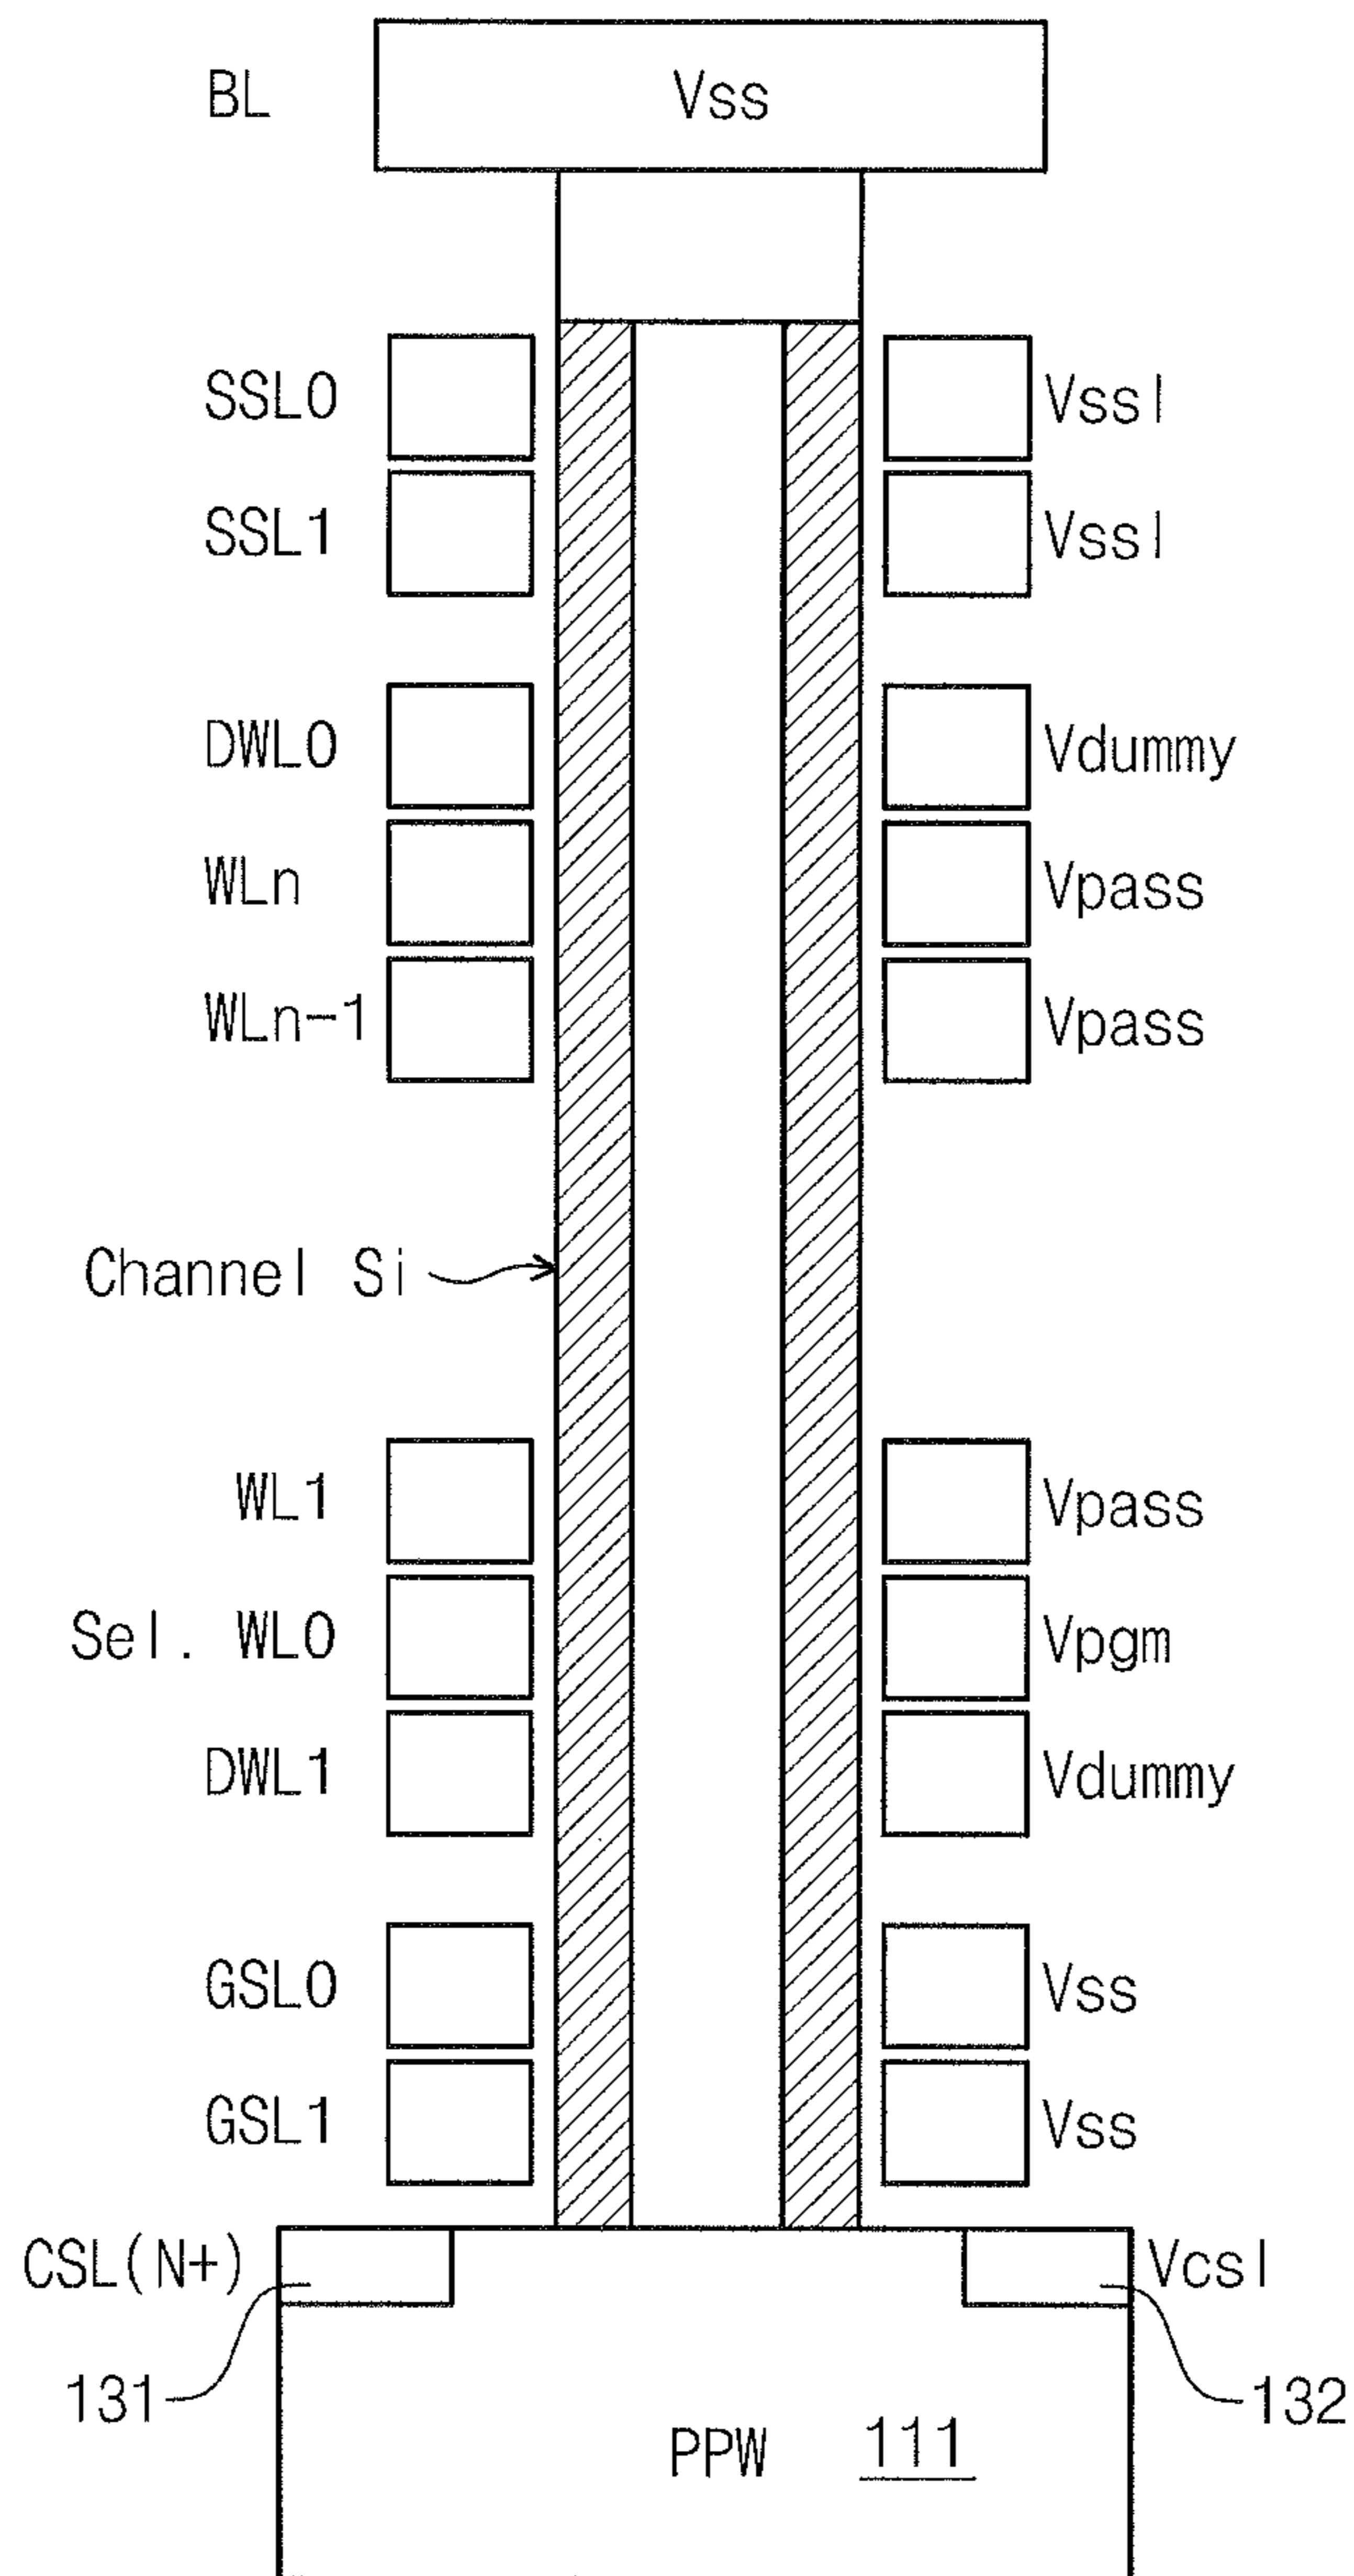 BL Vss
SSL0 Vssl
SSL1 Vssl
DWL0 Vdummy
WLn Vpass
WLn-1 Vpass
Channel Si
WL1 Vpass
Sel. WL0 Vpgm
DWL1 Vdummy
GSL0 Vss
GSL1 Vss
CSL(N+) Vcsl
131 132
PPW 111